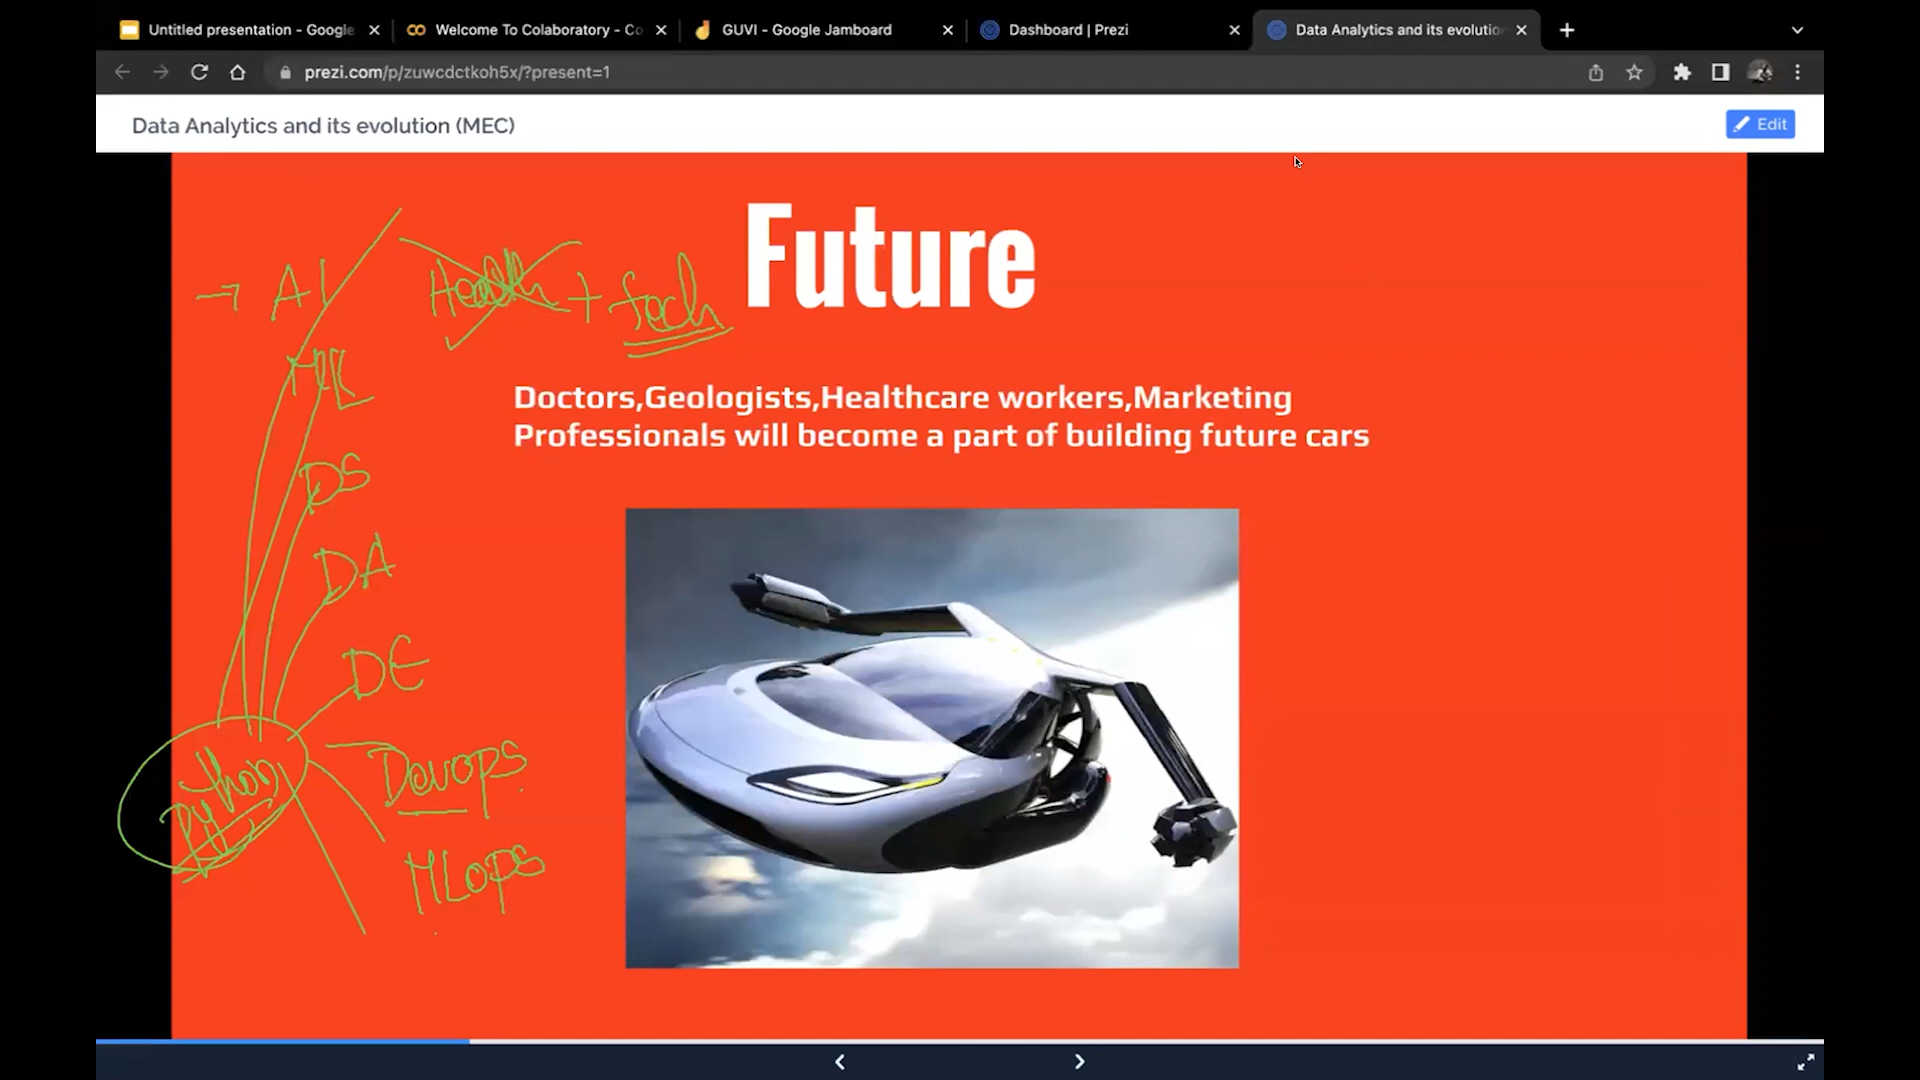 Untitled presentation - Google
Welcome To Colaboratory - Co
GUVI - Google Jamboard
Dashboard | Prezi
Data Analytics and its evolution
prezi.com/p/zuwcdctkoh5x/?present=1
Data Analytics and its evolution (MEC)
Edit
Future
Doctors,Geologists,Healthcare workers,Marketing
Professionals will become a part of building future cars
→ AI
Health + tech
ML
DS
DA
DE
Devops
MLops
Python